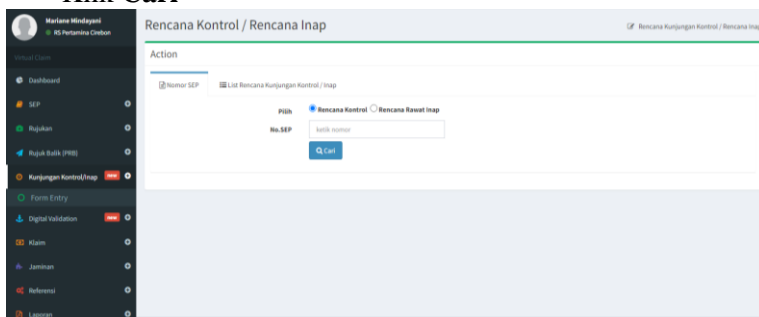 Klik Cari
Mariane Mindayani
RS Pertamina Cirebon
Virtual Claim
Dashboard
SEP
Rujukan
Rujuk Balik (PRB)
Kunjungan Kontrol/Inap new
Form Entry
Digital Validation new
Klaim
Jaminan
Referensi
Laporan
Rencana Kontrol / Rencana Inap
Rencana Kunjungan Kontrol / Rencana Inap
Action
Nomor SEP List Rencana Kunjungan Kontrol / Inap
Pilih Rencana Kontrol Rencana Rawat Inap
No.SEP ketik nomor
Cari